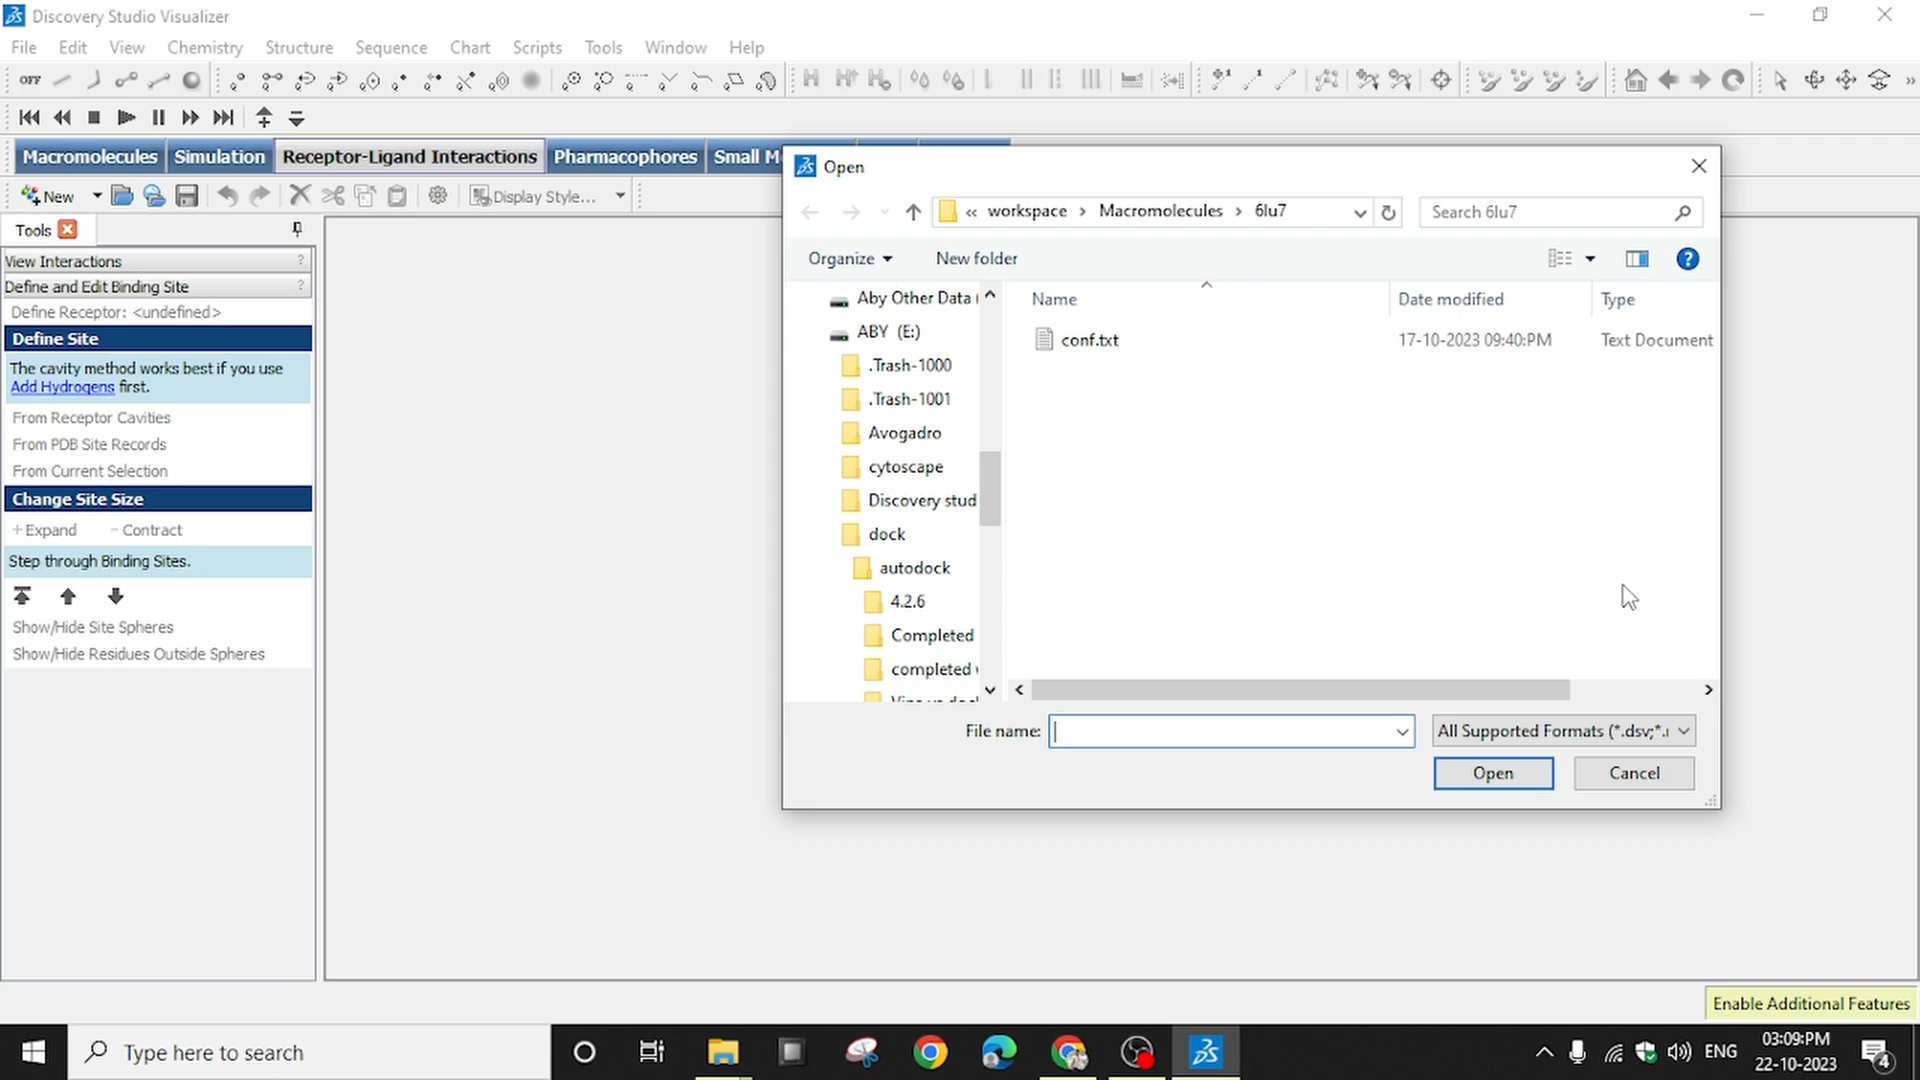 Discovery Studio Visualizer
File Edit View Chemistry Structure Sequence Chart Scripts Tools Window Help
OFF
Macromolecules Simulation Receptor-Ligand Interactions Pharmacophores Small M
New Display Style...
Tools
View Interactions ?
Define and Edit Binding Site ?
Define Receptor: <undefined>
Define Site
The cavity method works best if you use
Add Hydrogens first.
From Receptor Cavities
From PDB Site Records
From Current Selection
Change Site Size
+ Expand - Contract
Step through Binding Sites.
Show/Hide Site Spheres
Show/Hide Residues Outside Spheres
Open
« workspace > Macromolecules > 6lu7
Search 6lu7
Organize New folder
Aby Other Data (
ABY (E:)
.Trash-1000
.Trash-1001
Avogadro
cytoscape
Discovery stud
dock
autodock
4.2.6
Completed
completed
Name Date modified Type
conf.txt 17-10-2023 09:40:PM Text Document
File name: All Supported Formats (*.dsv;*.
Open Cancel
Enable Additional Features
Type here to search
ENG
03:09:PM
22-10-2023
4